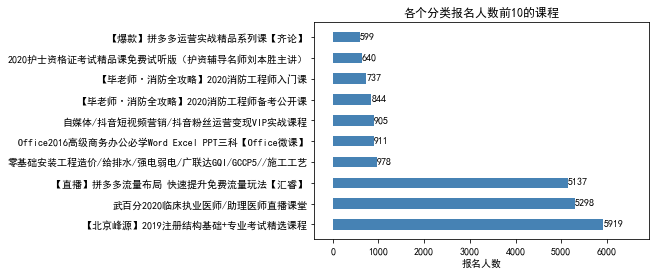 各个分类报名人数前10的课程
【爆款】拼多多运营实战精品系列课【齐论】
599
2020护士资格证考试精品课免费试听版（护资辅导名师刘本胜主讲）
640
【毕老师·消防全攻略】2020消防工程师入门课
737
【毕老师·消防全攻略】2020消防工程师备考公开课
844
自媒体/抖音短视频营销/抖音粉丝运营变现VIP实战课程
905
Office2016高级商务办公必学Word Excel PPT三科【Office微课】
911
零基础安装工程造价/给排水/强电弱电/广联达GQI/GCCP5//施工工艺
978
【直播】拼多多流量布局 快速提升免费流量玩法【汇睿】
5137
武百分2020临床执业医师/助理医师直播课堂
5298
【北京峰源】2019注册结构基础+专业考试精选课程
5919
0 1000 2000 3000 4000 5000 6000
报名人数